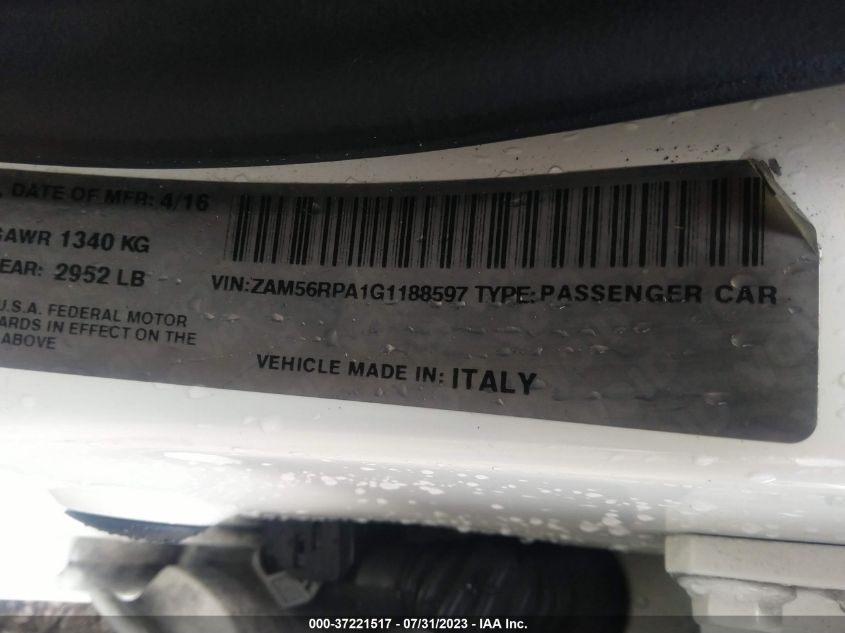 DATE OF MFR: 4/16
GAWR 1340 KG
EAR: 2952 LB
VIN:ZAM56RPA1G1188597 TYPE: PASSENGER CAR
U.S.A. FEDERAL MOTOR
ARDS IN EFFECT ON THE
ABOVE
VEHICLE MADE IN: ITALY
000-37221517 - 07/31/2023 - IAA Inc.